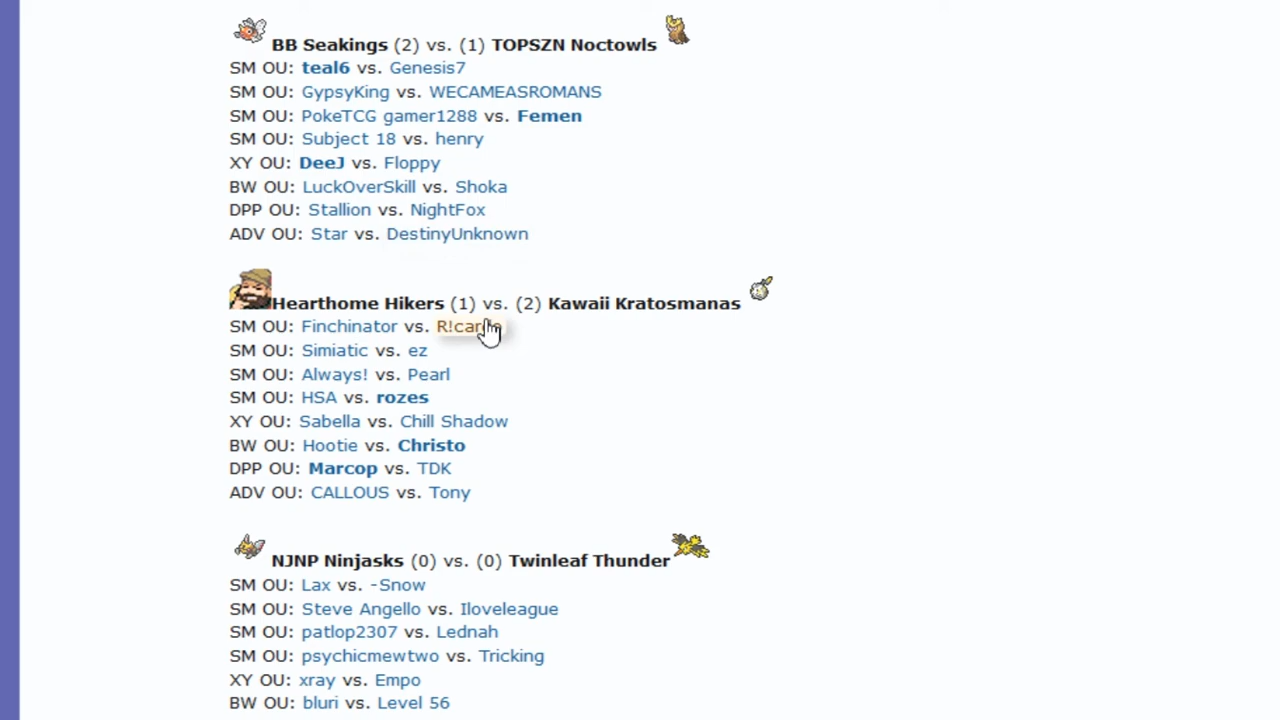 BB Seakings (2) vs. (1) TOPSZN Noctowls
SM OU: teal6 vs. Genesis7
SM OU: GypsyKing vs. WECAMEASROMANS
SM OU: PokeTCG gamer1288 vs. Femen
SM OU: Subject 18 vs. henry
XY OU: DeeJ vs. Floppy
BW OU: LuckOverSkill vs. Shoka
DPP OU: Stallion vs. NightFox
ADV OU: Star vs. DestinyUnknown
Hearthome Hikers (1) vs. (2) Kawaii Kratosmanas
SM OU: Finchinator vs.
SM OU: Simiatic vs. ez
SM OU: Always! vs. Pearl
SM OU: HSA vs. rozes
XY OU: Sabella vs. Chill Shadow
BW OU: Hootie vs. Christo
DPP OU: Marcop vs. TDK
ADV OU: CALLOUS vs. Tony
NJNP Ninjasks (0) vs. (0) Twinleaf Thunder
SM OU: Lax vs. -Snow
SM OU: Steve Angello vs. Iloveleague
SM OU: patlop2307 vs. Lednah
SM OU: psychicmewtwo vs. Tricking
XY OU: xray vs. Empo
BW OU: bluri vs. Level 56